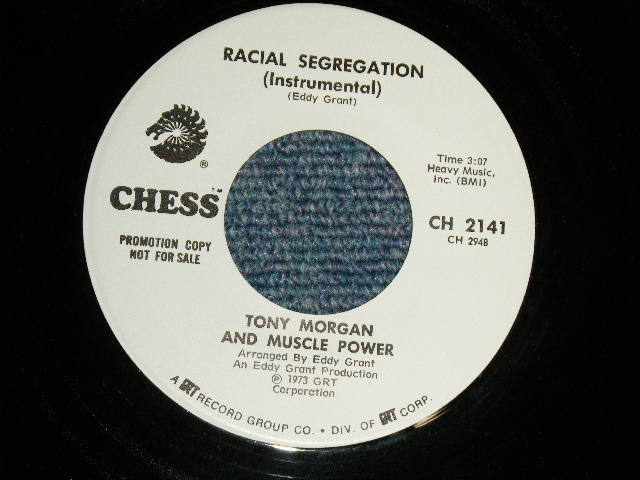 RACIAL SEGREGATION
(Instrumental)
(Eddy Grant)
®
Time 3:07
Heavy Music,
Inc. (BMI)
CHESS™
CH 2141
CH 2948
PROMOTION COPY
NOT FOR SALE
TONY MORGAN
AND MUSCLE POWER
Arranged By Eddy Grant
An Eddy Grant Production
℗ 1973 GRT
Corporation
A GRT RECORD GROUP CO. • DIV. OF GRT CORP.